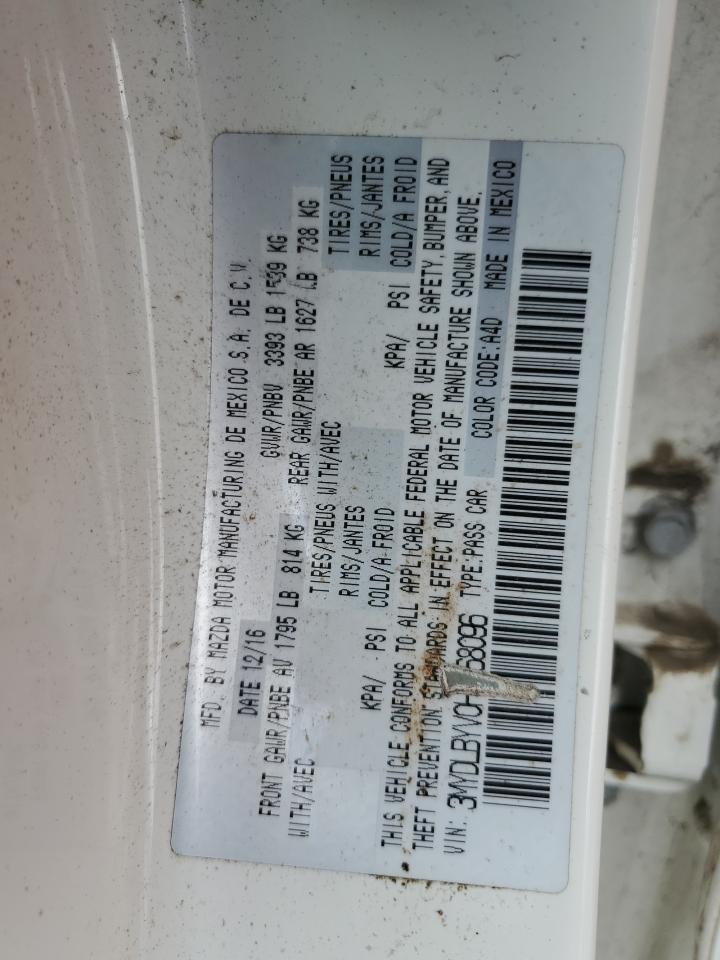 MFD. BY MAZDA MOTOR MANUFACTURING DE MEXICO S.A. DE C.V.
DATE 12/16 GVWR/PNBV 3393 LB 1539 KG
FRONT GAWR/PNBE AV 1795 LB 814 KG REAR GAWR/PNBE AR 1627 LB 738 KG
WITH/AVEC TIRES/PNEUS WITH/AVEC TIRES/PNEUS
RIMS/JANTES RIMS/JANTES
KPA/ PSI COLD/A FROID KPA/ PSI COLD/A FROID
THIS VEHICLE CONFORMS TO ALL APPLICABLE FEDERAL MOTOR VEHICLE SAFETY, BUMPER, AND
THEFT PREVENTION STANDARDS IN EFFECT ON THE DATE OF MANUFACTURE SHOWN ABOVE.
VIN: TYPE:PASS CAR COLOR CODE:A4D MADE IN MEXICO